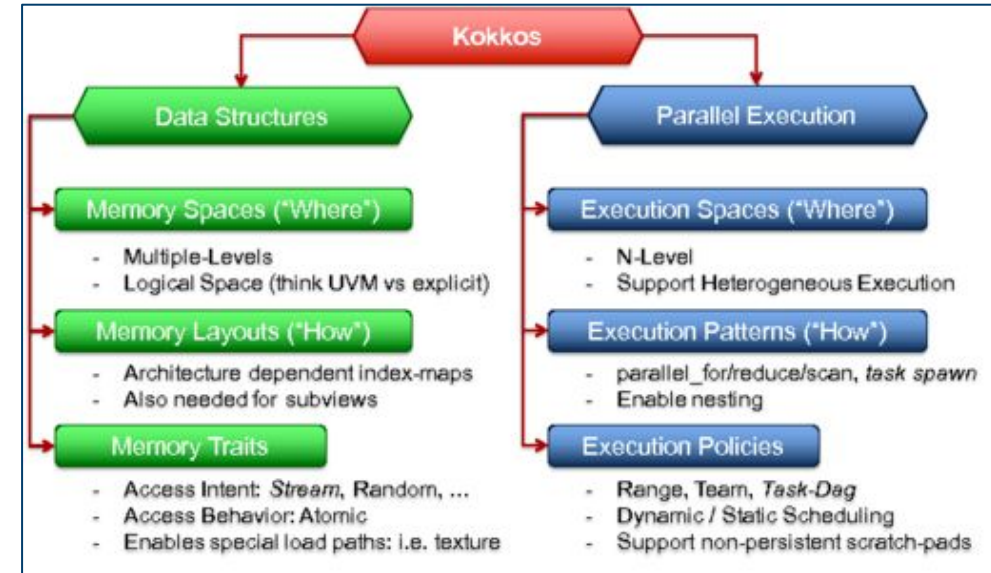 Kokkos
Data Structures
Memory Spaces ("Where")
- Multiple-Levels
- Logical Space (think UVM vs explicit)
Memory Layouts ("How")
- Architecture dependent index-maps
- Also needed for subviews
Memory Traits
- Access Intent: Stream, Random, ...
- Access Behavior: Atomic
- Enables special load paths: i.e. texture
Parallel Execution
Execution Spaces ("Where")
- N-Level
- Support Heterogeneous Execution
Execution Patterns ("How")
- parallel_for/reduce/scan, task spawn
- Enable nesting
Execution Policies
- Range, Team, Task-Dag
- Dynamic / Static Scheduling
- Support non-persistent scratch-pads